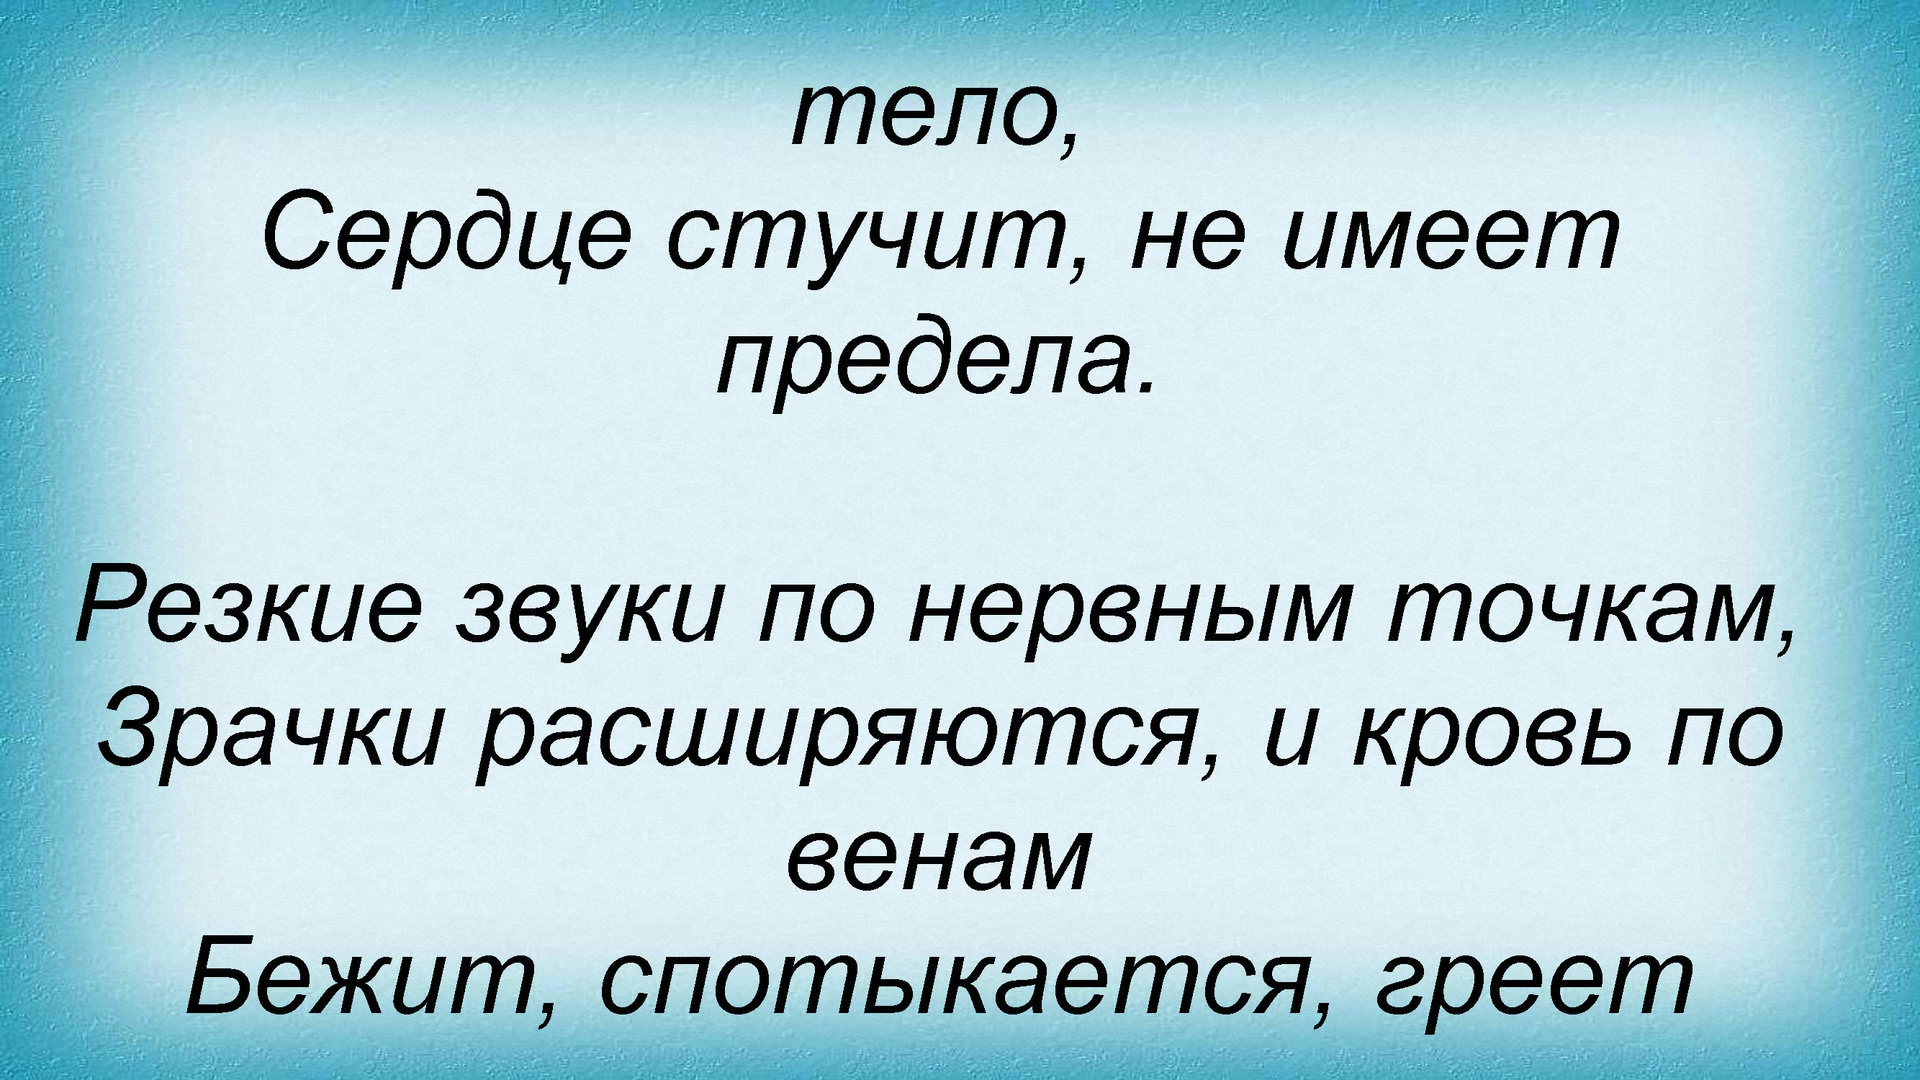 тело,
Сердце стучит, не имеет
предела.
Резкие звуки по нервным точкам,
Зрачки расширяются, и кровь по
венам
Бежит, спотыкается, греет